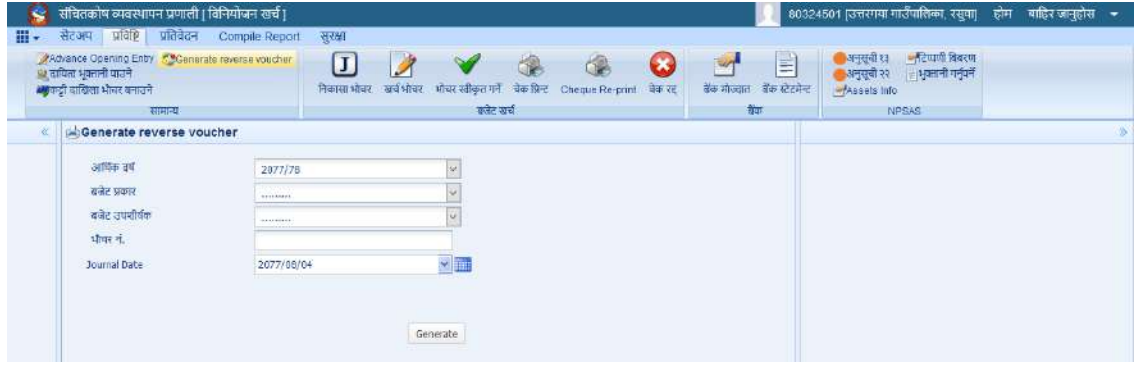 संचितकोष व्यवस्थापन प्रणाली [ विनियोजन खर्च ] 80324501 [उत्तरगया गाउँपालिका, रसुवा] होम बाहिर जानुहोस
सेटअप प्रविष्टि प्रतिवेदन Compile Report सुरक्षा
Advance Opening Entry Generate reverse voucher
दायित्व भुक्तानी पाउने
कट्टी दाखिला भौचर बनाउने
सामान्य
निकासा भौचर खर्च भौचर भौचर स्वीकृत गर्ने चेक प्रिन्ट Cheque Re-print चेक रद्द
बजेट खर्च
बैंक मौज्दात बैंक स्टेटमेन्ट
बैंक
अनुसूची १३ टिप्पणी विवरण
अनुसूची २२ भुक्तानी गर्नुपर्ने
Assets Info
NPSAS
Generate reverse voucher
आर्थिक वर्ष 2077/78
बजेट प्रकार .........
बजेट उपशीर्षक .........
भौचर नं.
Journal Date 2077/08/04
Generate